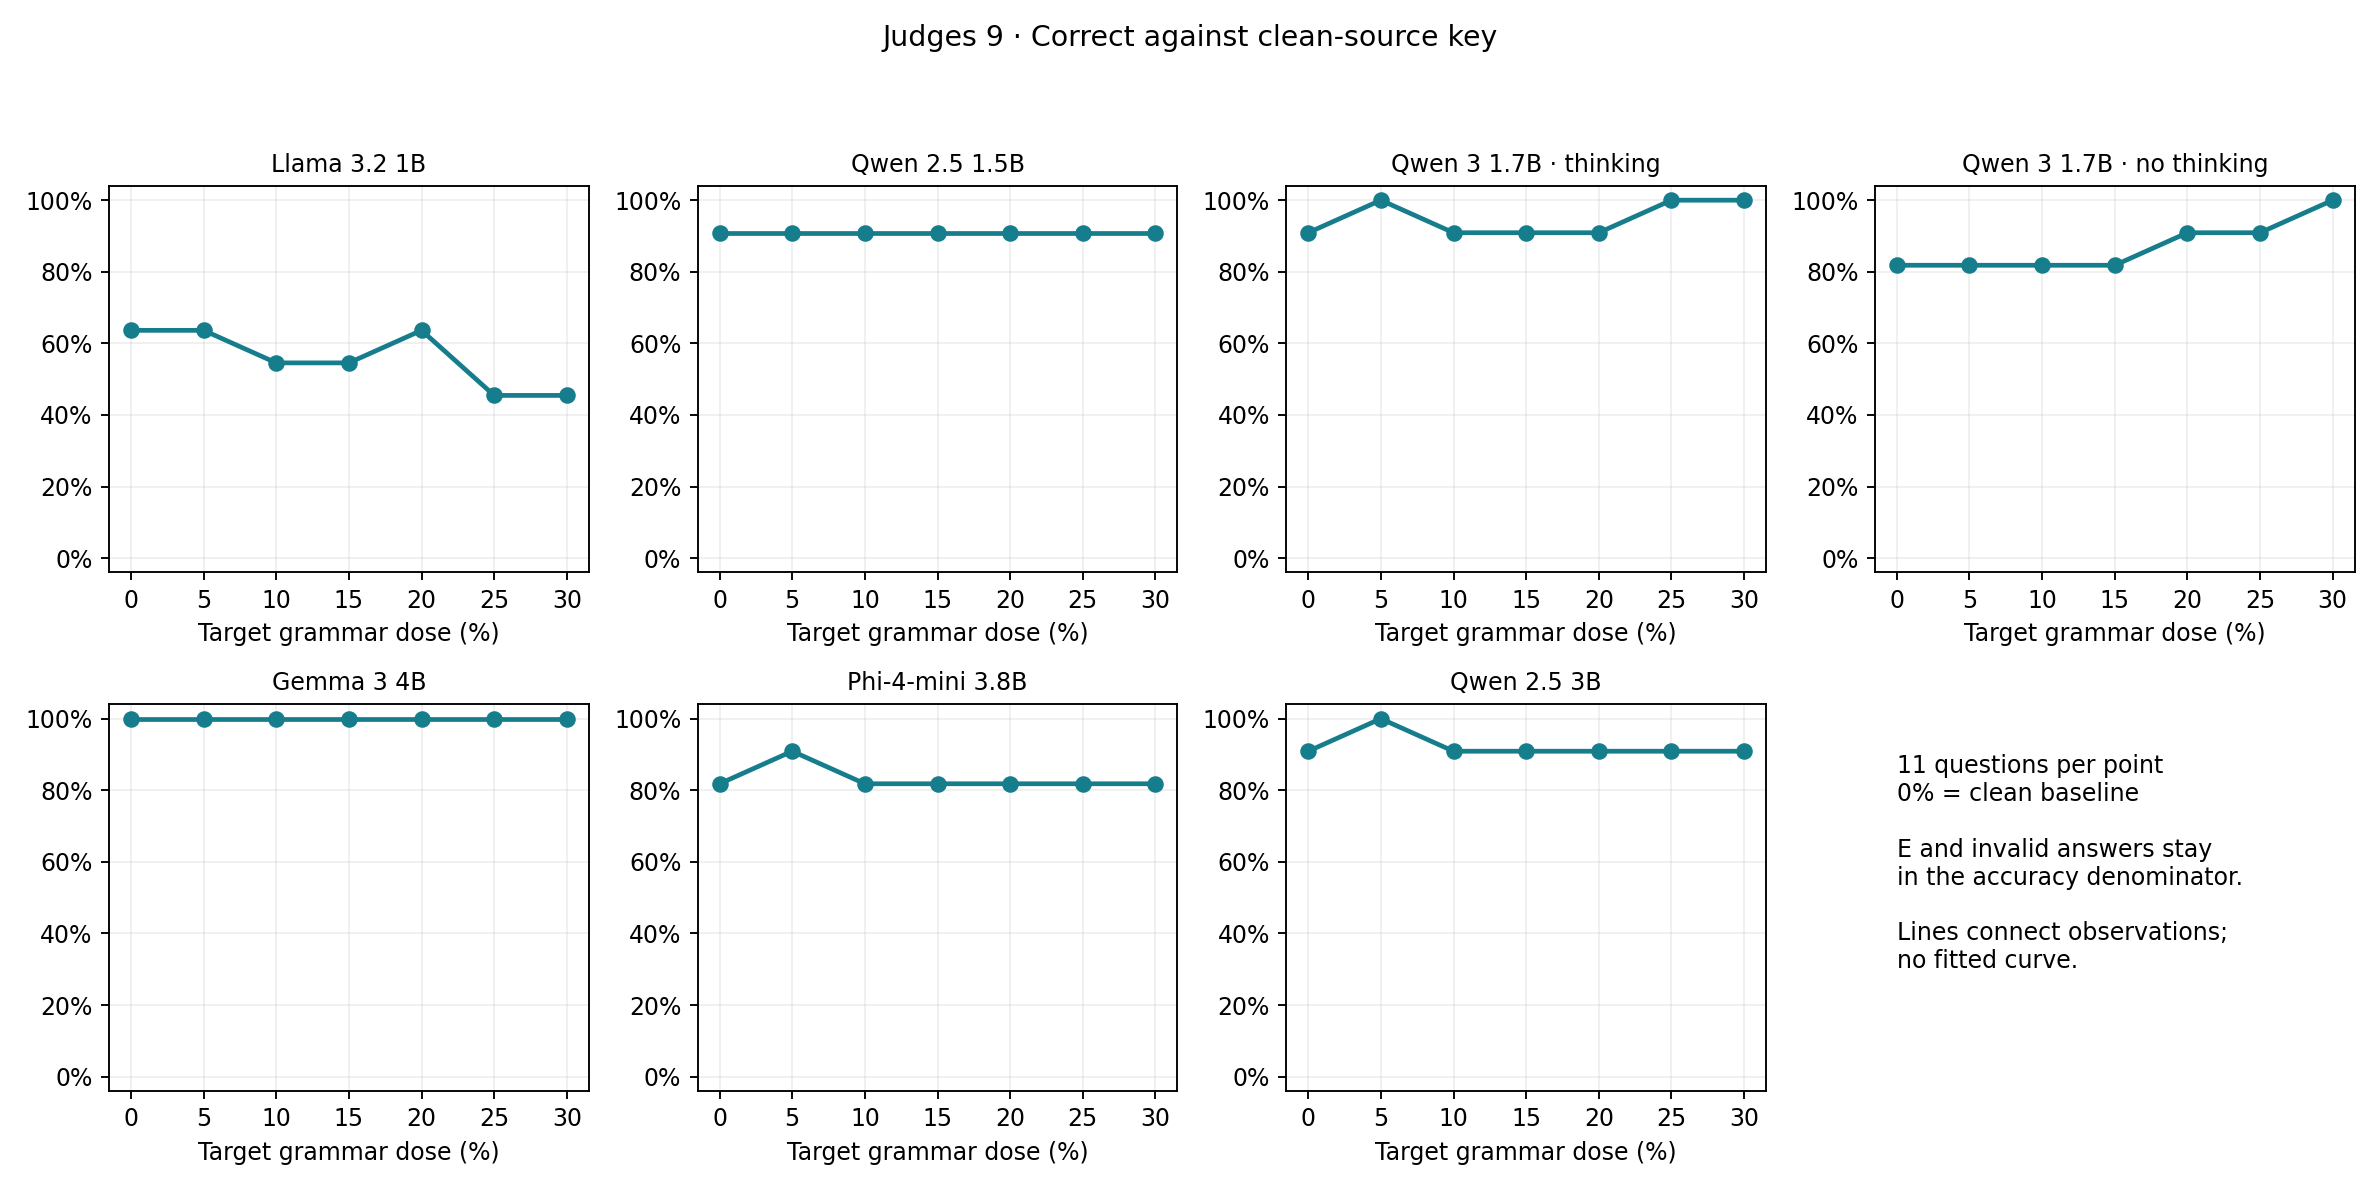 Judges 9 · Correct against clean-source key
Llama 3.2 1B
100%
80%
60%
40%
20%
0%
0 5 10 15 20 25 30
Target grammar dose (%)
Qwen 2.5 1.5B
100%
80%
60%
40%
20%
0%
0 5 10 15 20 25 30
Target grammar dose (%)
Qwen 3 1.7B · thinking
100%
80%
60%
40%
20%
0%
0 5 10 15 20 25 30
Target grammar dose (%)
Qwen 3 1.7B · no thinking
100%
80%
60%
40%
20%
0%
0 5 10 15 20 25 30
Target grammar dose (%)
Gemma 3 4B
100%
80%
60%
40%
20%
0%
0 5 10 15 20 25 30
Target grammar dose (%)
Phi-4-mini 3.8B
100%
80%
60%
40%
20%
0%
0 5 10 15 20 25 30
Target grammar dose (%)
Qwen 2.5 3B
100%
80%
60%
40%
20%
0%
0 5 10 15 20 25 30
Target grammar dose (%)
11 questions per point
0% = clean baseline
E and invalid answers stay
in the accuracy denominator.
Lines connect observations;
no fitted curve.